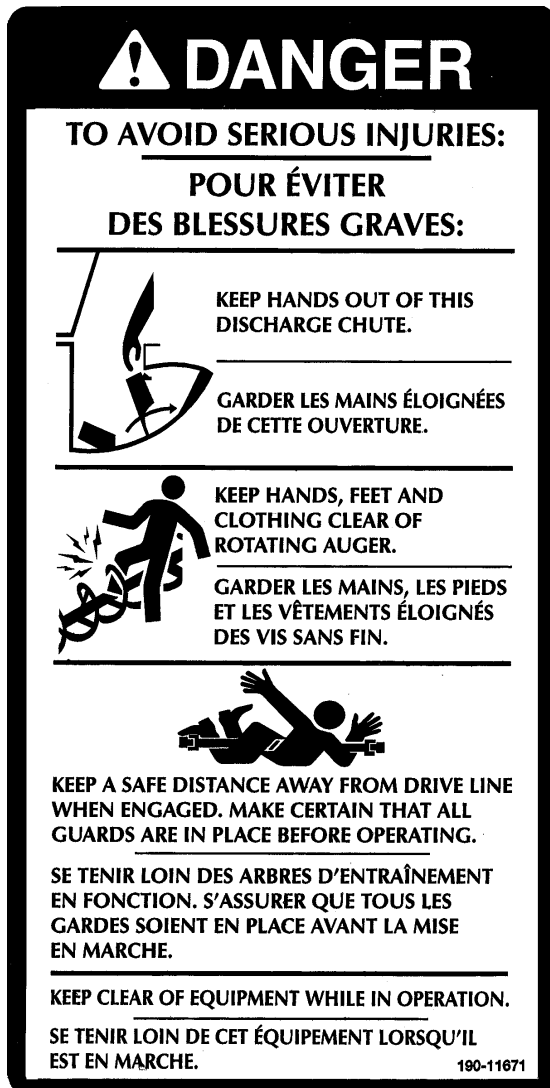 DANGER
TO AVOID SERIOUS INJURIES:
POUR ÉVITER
DES BLESSURES GRAVES:
KEEP HANDS OUT OF THIS
DISCHARGE CHUTE.
GARDER LES MAINS ÉLOIGNÉES
DE CETTE OUVERTURE.
KEEP HANDS, FEET AND
CLOTHING CLEAR OF
ROTATING AUGER.
GARDER LES MAINS, LES PIEDS
ET LES VÊTEMENTS ÉLOIGNÉS
DES VIS SANS FIN.
KEEP A SAFE DISTANCE AWAY FROM DRIVE LINE
WHEN ENGAGED. MAKE CERTAIN THAT ALL
GUARDS ARE IN PLACE BEFORE OPERATING.
SE TENIR LOIN DES ARBRES D'ENTRAÎNEMENT
EN FONCTION. S'ASSURER QUE TOUS LES
GARDES SOIENT EN PLACE AVANT LA MISE
EN MARCHE.
KEEP CLEAR OF EQUIPMENT WHILE IN OPERATION.
SE TENIR LOIN DE CET ÉQUIPEMENT LORSQU'IL
EST EN MARCHE.
190-11671